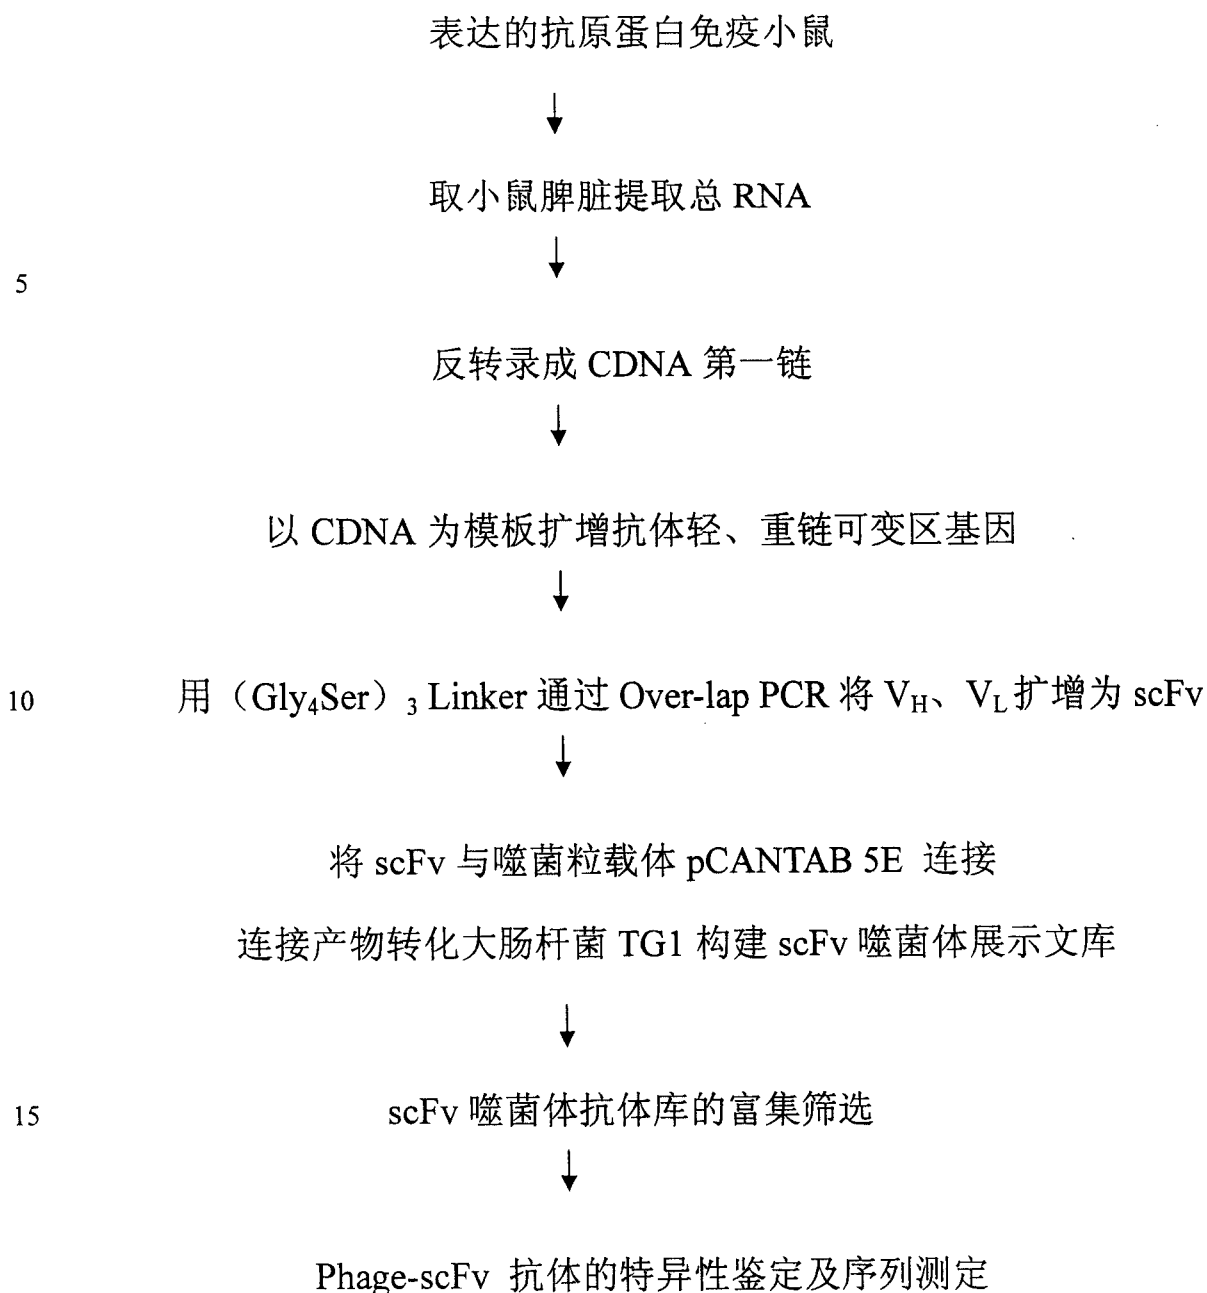 表达的抗原蛋白免疫小鼠
↓
取小鼠脾脏提取总 RNA
↓
5
反转录成 CDNA 第一链
↓
以 CDNA 为模板扩增抗体轻、重链可变区基因
↓
10 用（Gly₄Ser）₃ Linker 通过 Over-lap PCR 将 V_H、V_L扩增为 scFv
↓
将 scFv 与噬菌粒载体 pCANTAB 5E 连接
连接产物转化大肠杆菌 TG1 构建 scFv 噬菌体展示文库
↓
15 scFv 噬菌体抗体库的富集筛选
↓
Phage-scFv 抗体的特异性鉴定及序列测定